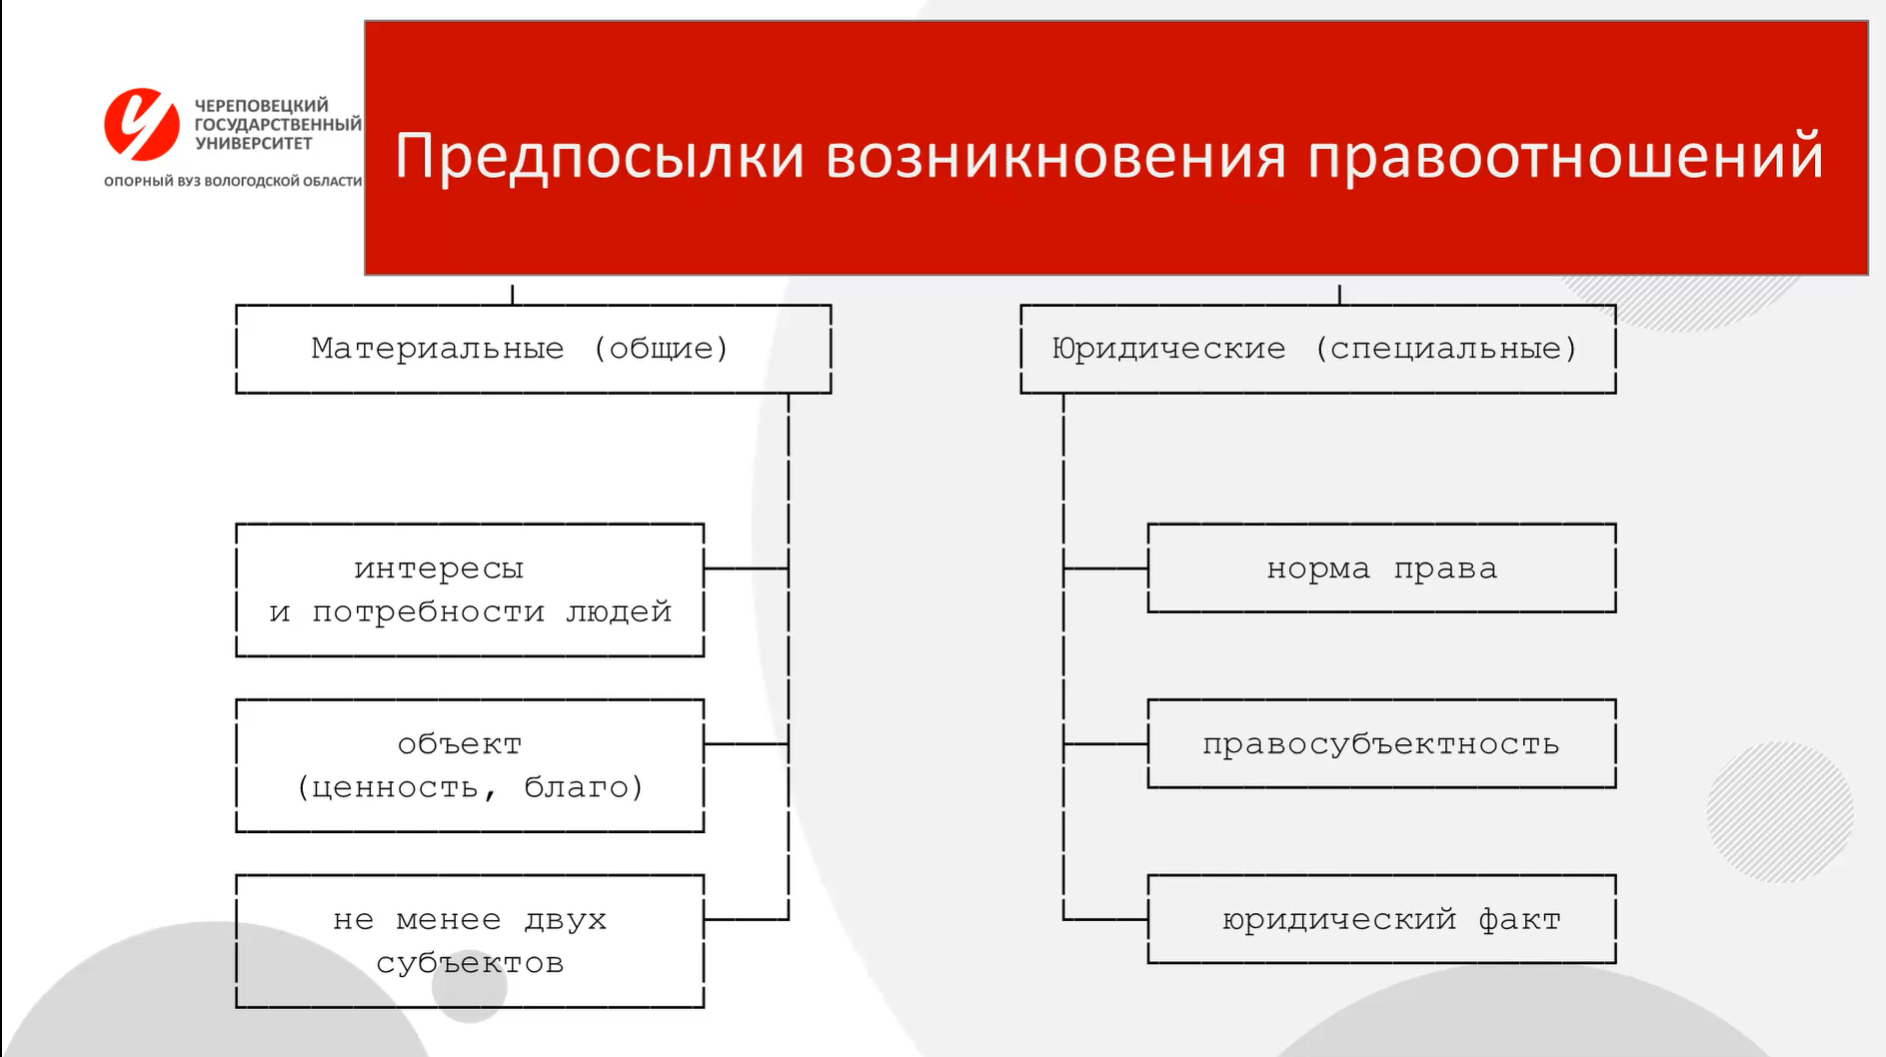 ЧЕРЕПОВЕЦКИЙ
ГОСУДАРСТВЕННЫЙ
УНИВЕРСИТЕТ
ОПОРНЫЙ ВУЗ ВОЛОГОДСКОЙ ОБЛАСТИ
Предпосылки возникновения правоотношений
Материальные (общие)
интересы
и потребности людей
объект
(ценность, благо)
не менее двух
субъектов
Юридические (специальные)
норма права
правосубъектность
юридический факт